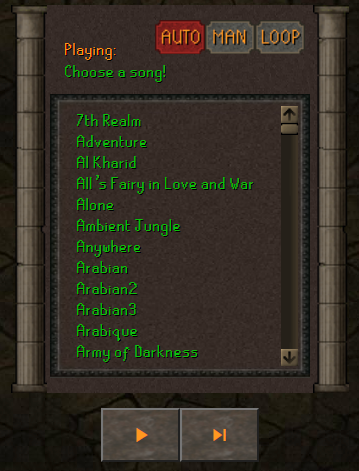 AUTO MAN LOOP
Playing:
Choose a song!
7th Realm
Adventure
Al Kharid
All's Fairy in Love and War
Alone
Ambient Jungle
Anywhere
Arabian
Arabian2
Arabian3
Arabique
Army of Darkness